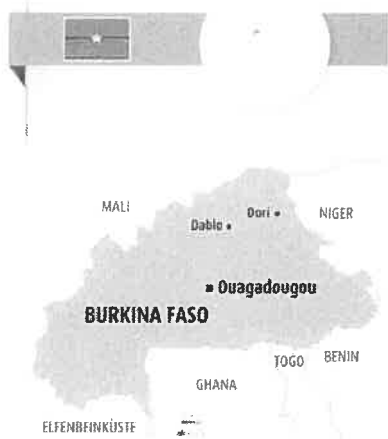 MALI
Dori
NIGER
Dablo
Ouagadougou
BURKINA FASO
TOGO
BENIN
GHANA
ELFENBEINKÜSTE